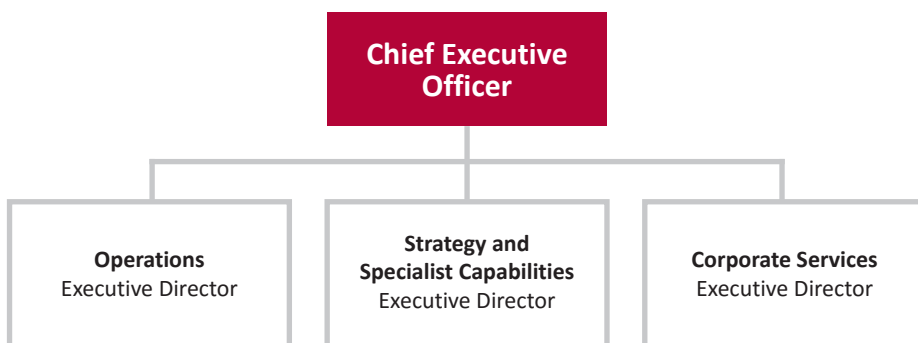 Chief Executive
Officer
Operations
Executive Director
Strategy and
Specialist Capabilities
Executive Director
Corporate Services
Executive Director